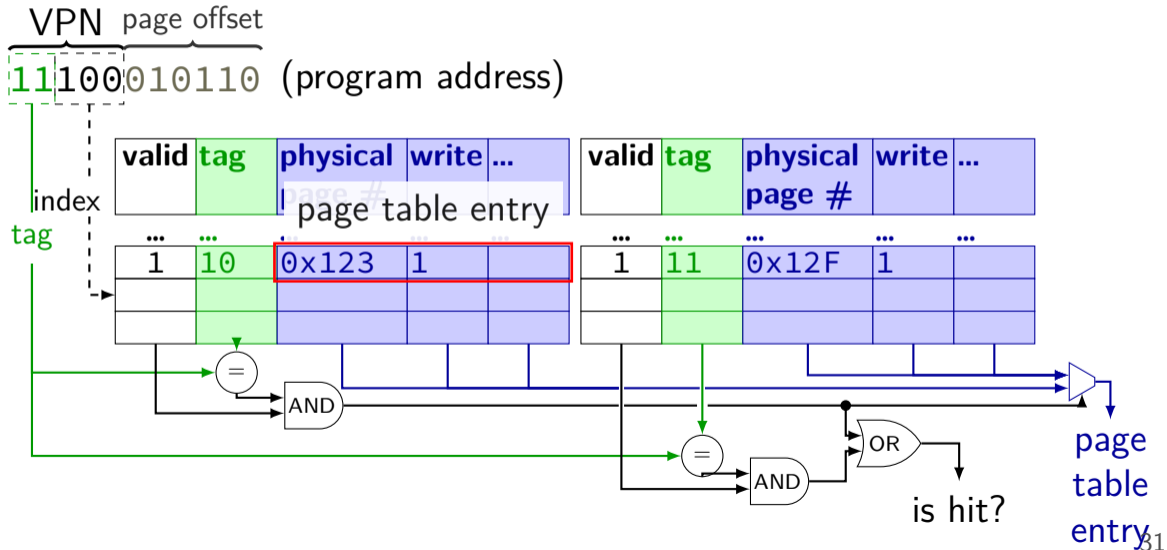 VPN page offset
11100010110 (program address)
valid tag physical page # write ... valid tag physical page # write ...
page table entry
index
tag
... ... ... ... ... ... ... ... ... ...
1 10 0x123 1 1 11 0x12F 1
=
AND
=
AND
OR
is hit?
page
table
entry
31